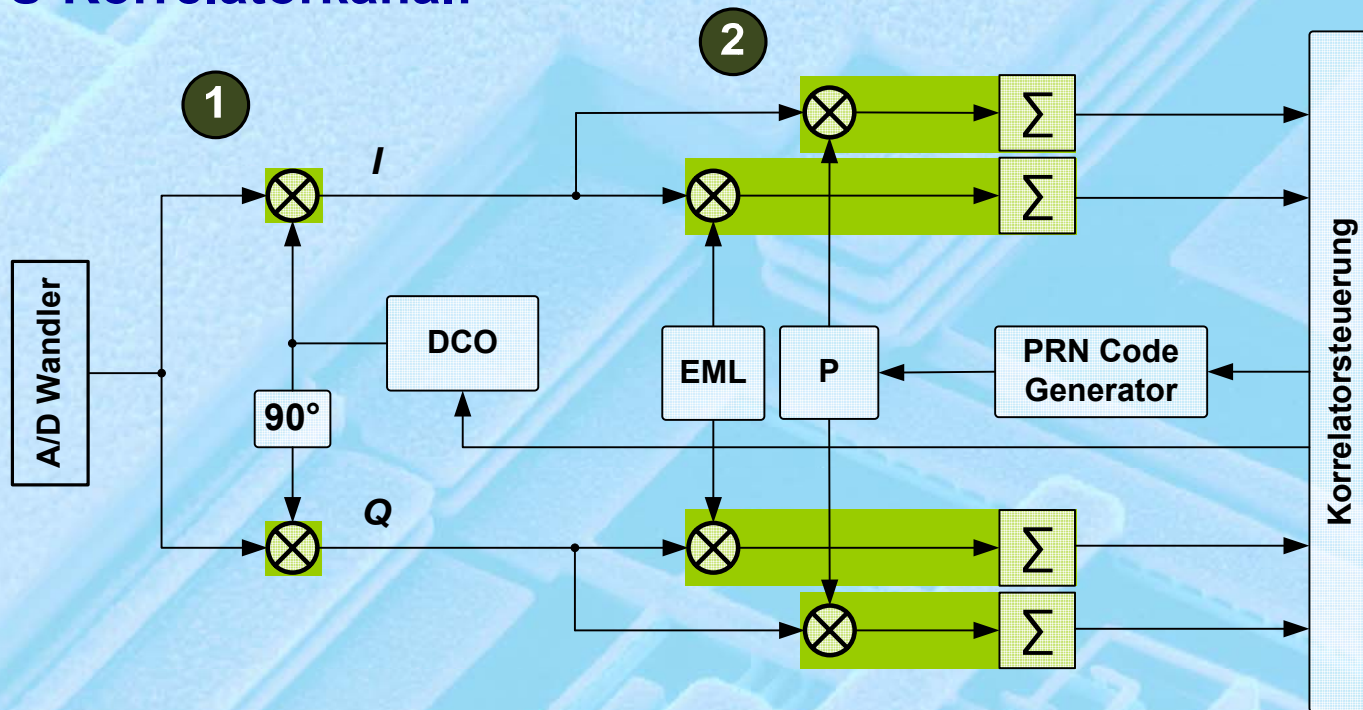 1
2
I
A/D Wandler
DCO
90°
EML
P
PRN Code
Generator
Q
Σ
Σ
Σ
Σ
Korrelatorsteuerung